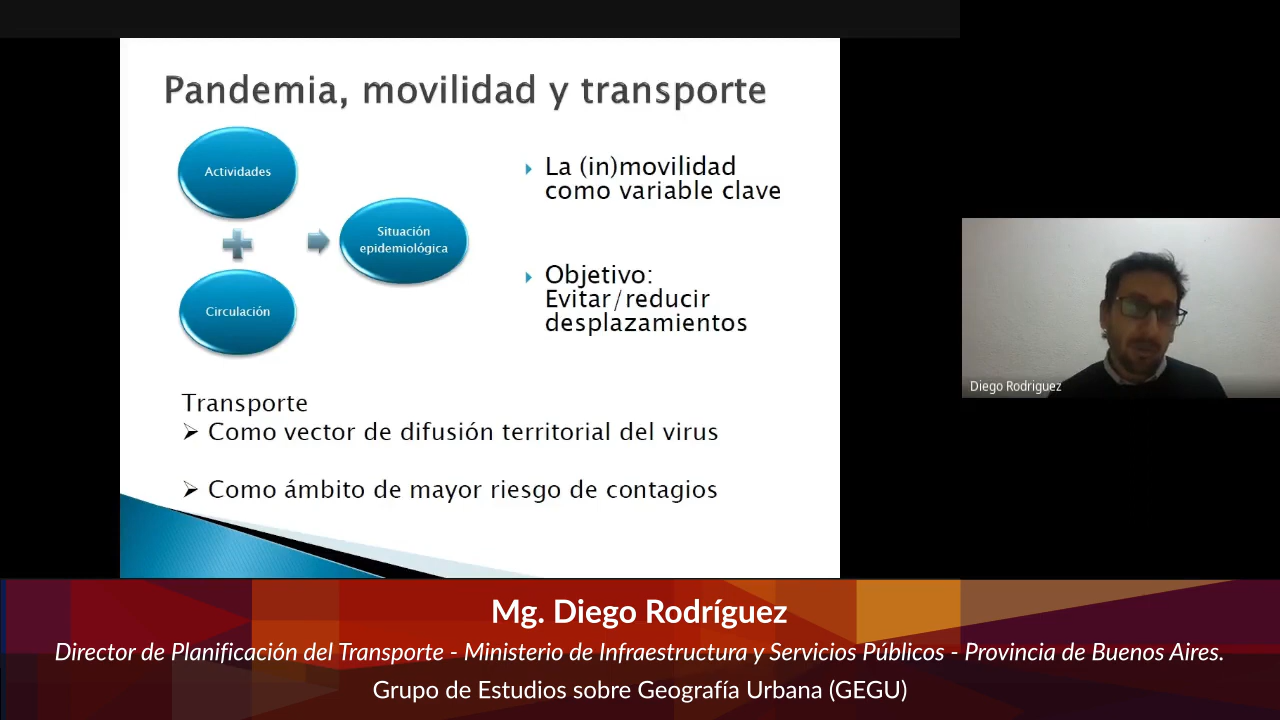 Pandemia, movilidad y transporte
Actividades
Circulación
Situación
epidemiológica
La (in)movilidad
como variable clave
Objetivo:
Evitar/reducir
desplazamientos
Transporte
Como vector de difusión territorial del virus
Como ámbito de mayor riesgo de contagios
Diego Rodriguez
Mg. Diego Rodríguez
Director de Planificación del Transporte - Ministerio de Infraestructura y Servicios Públicos - Provincia de Buenos Aires.
Grupo de Estudios sobre Geografía Urbana (GEGU)